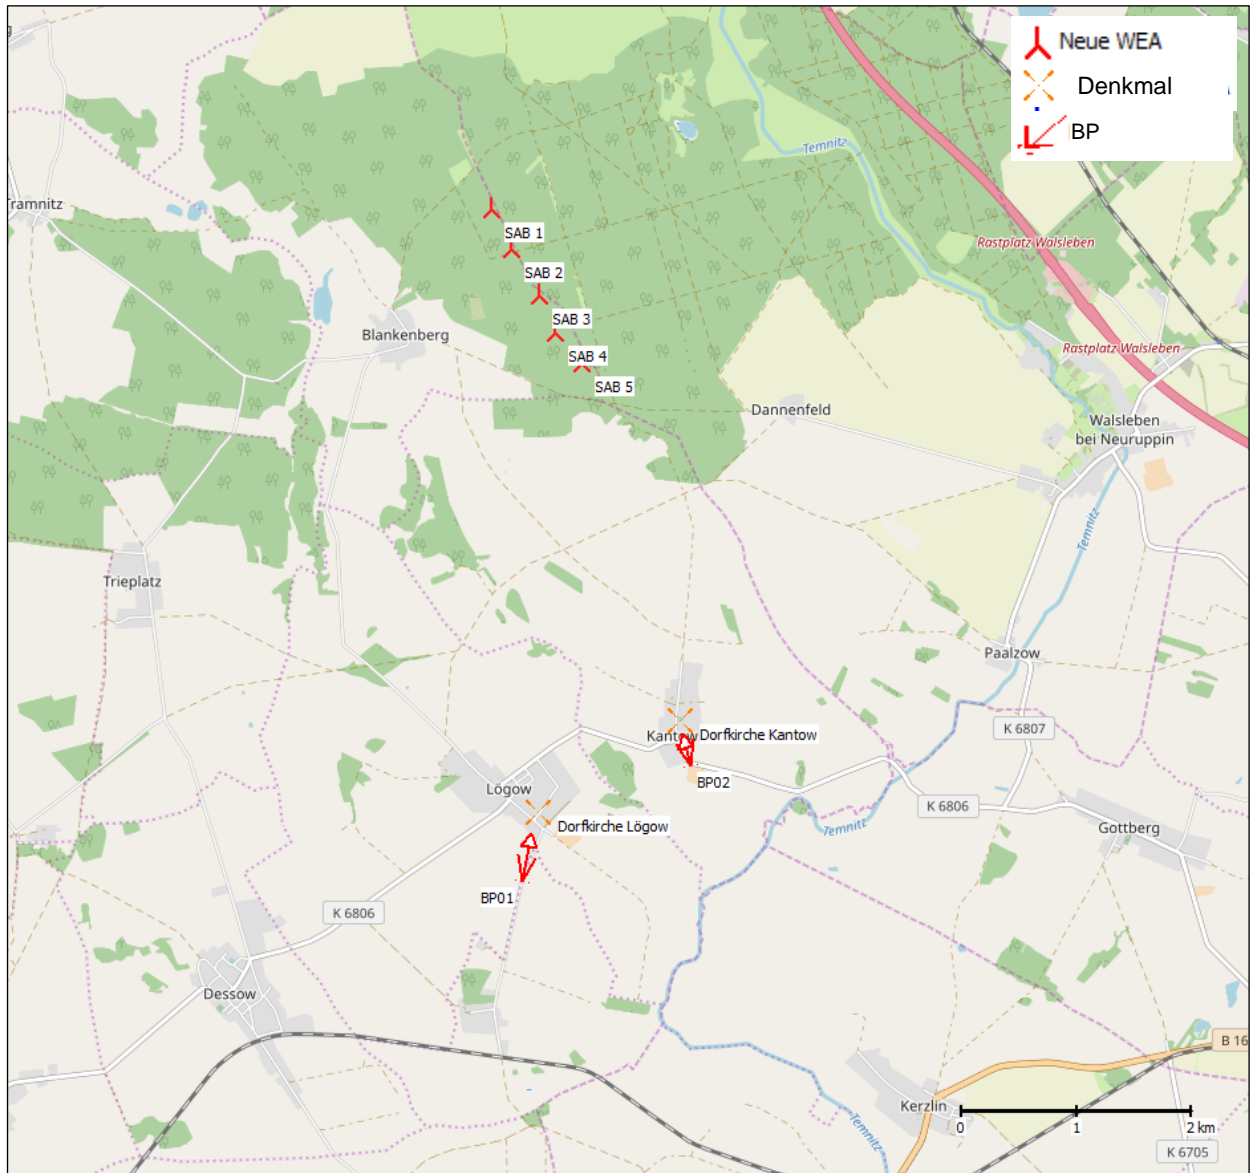 Neue WEA
Denkmal
BP
Temnitz
Tramnitz
Rastplatz Walsleben
SAB 1
SAB 2
SAB 3
Blankenberg
Rastplatz Walsleben
SAB 4
SAB 5
Dannenfeld
Walsleben
bei Neuruppin
Temnitz
Trieplatz
Paalzow
K 6807
Kantow
Dorfkirche Kantow
BP02
Lögow
K 6806
Temnitz
Dorfkirche Lögow
Gottberg
BP01
K 6806
Dessow
B 16
Kerzlin
0
1
2 km
Temnitz
K 6705